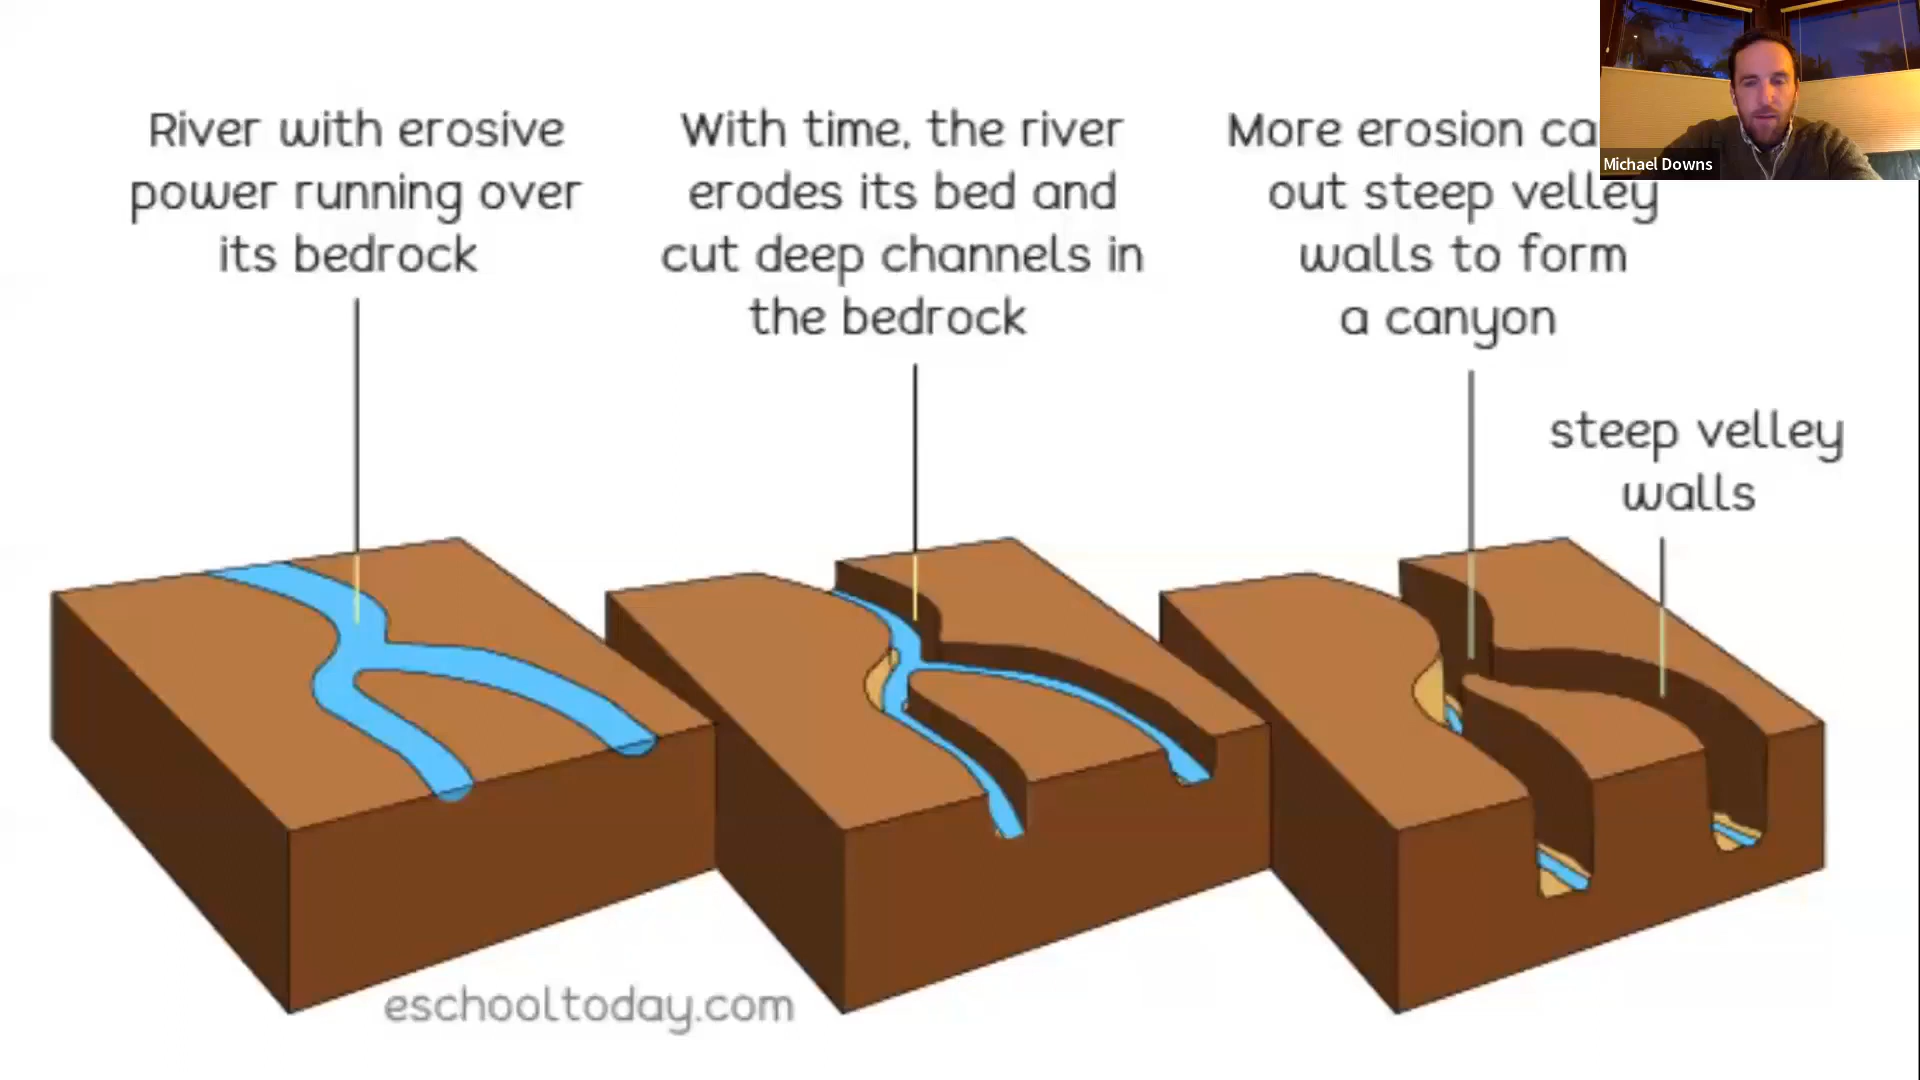 River with erosive
power running over
its bedrock
With time, the river
erodes its bed and
cut deep channels in
the bedrock
More erosion ca
out steep velley
walls to form
a canyon
steep velley
walls
Michael Downs
eschooltoday.com